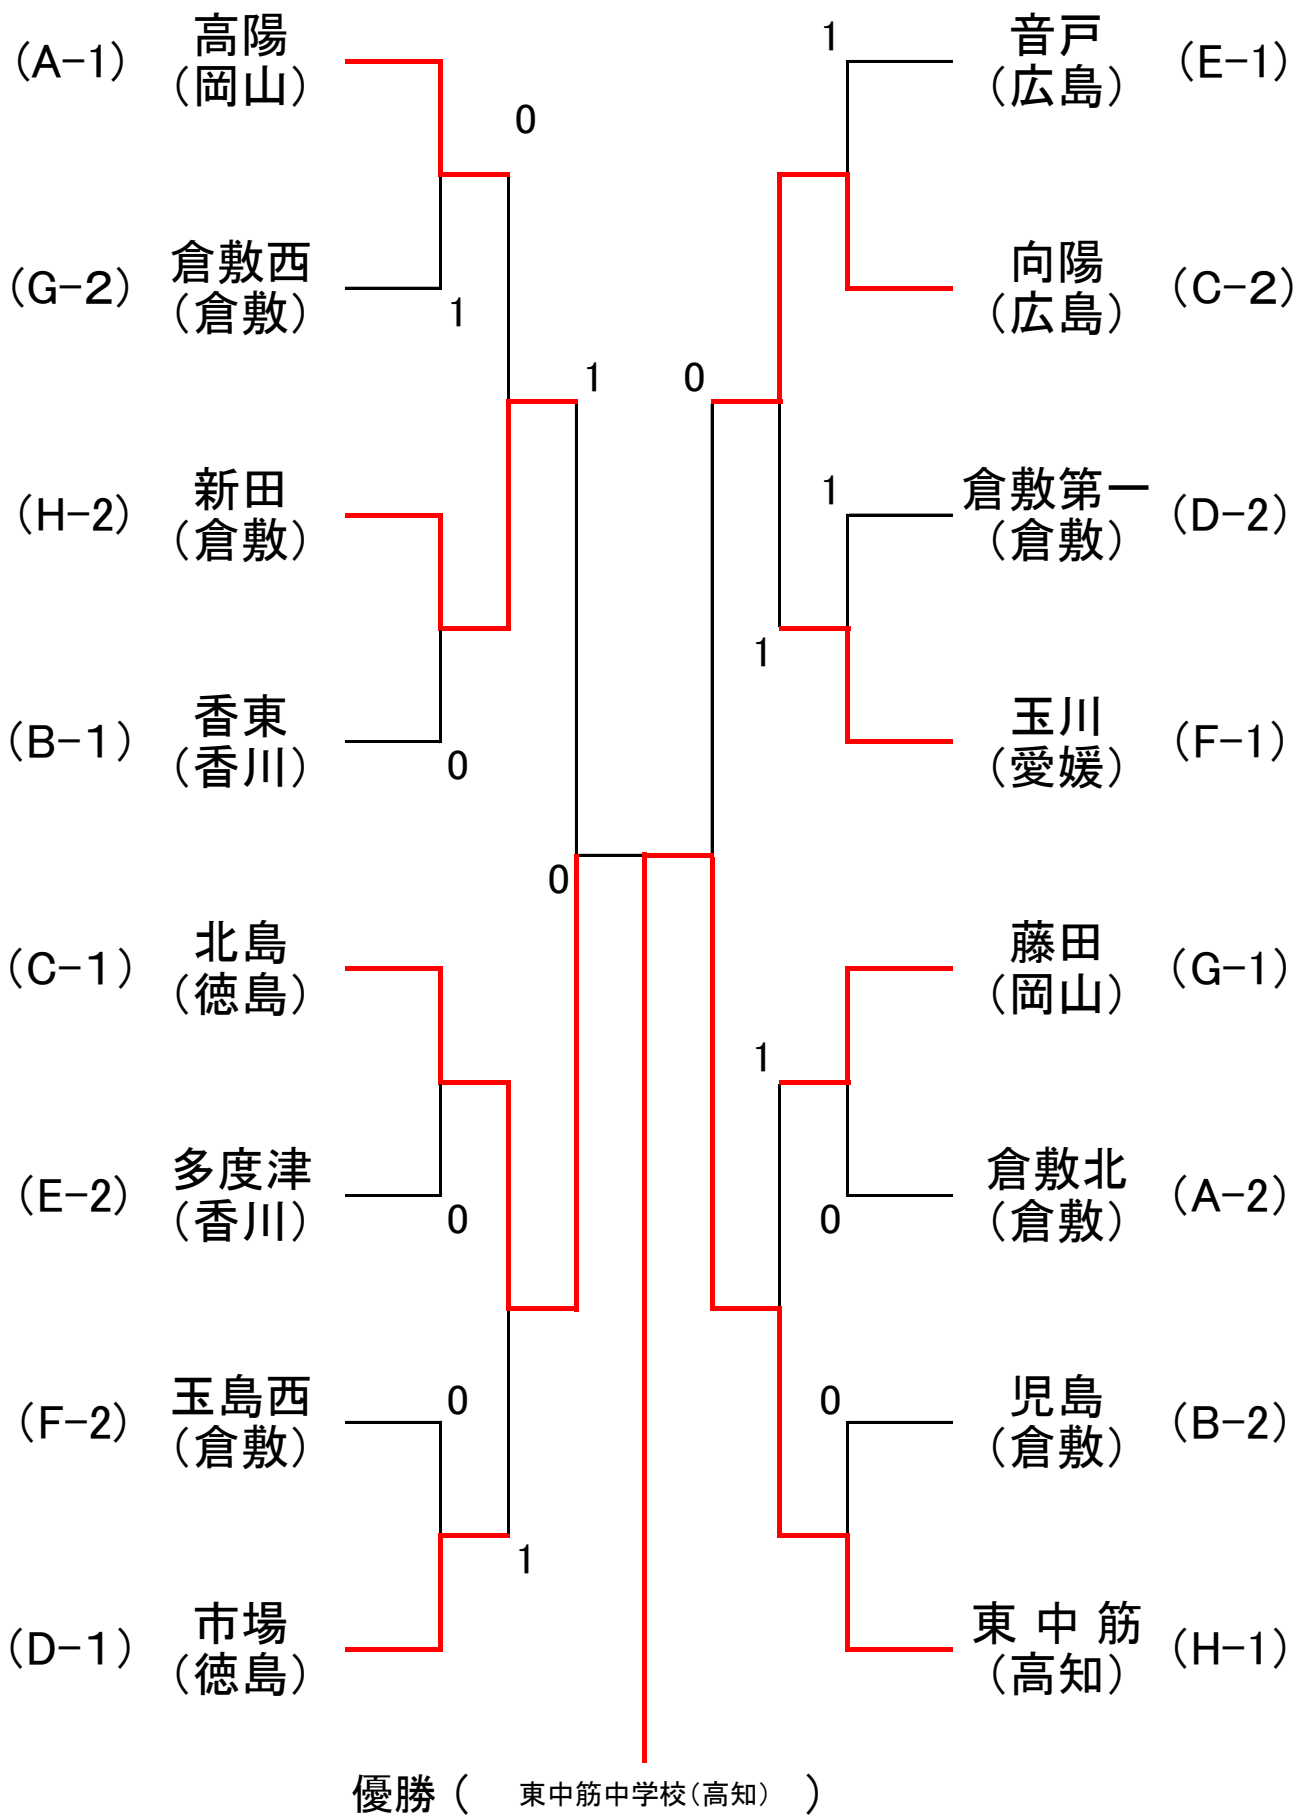 (A-1)
高陽
(岡山)
0
(G-2)
倉敷西
(倉敷)
1
1
(H-2)
新田
(倉敷)
(B-1)
香東
(香川)
0
0
(C-1)
北島
(徳島)
(E-2)
多度津
(香川)
0
(F-2)
玉島西
(倉敷)
0
1
(D-1)
市場
(徳島)
1
音戸
(広島)
(E-1)
向陽
(広島)
(C-2)
0
1
倉敷第一
(倉敷)
(D-2)
1
玉川
(愛媛)
(F-1)
藤田
(岡山)
(G-1)
1
倉敷北
(倉敷)
(A-2)
0
0
児島
(倉敷)
(B-2)
東中筋
(高知)
(H-1)
優勝( 東中筋中学校(高知) )